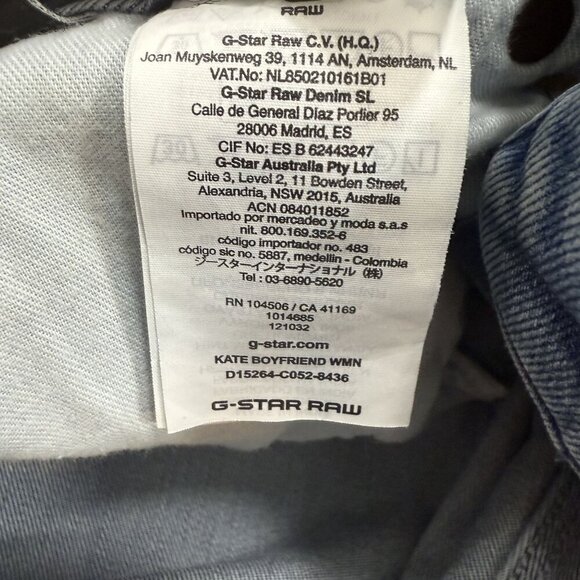 RAW
G-Star Raw C.V. (H.Q.)
Joan Muyskenweg 39, 1114 AN, Amsterdam, NL
VAT.No: NL850210161B01
G-Star Raw Denim SL
Calle de General Diaz Porlier 95
28006 Madrid, ES
CIF No: ES B 62443247
G-Star Australia Pty Ltd
Suite 3, Level 2, 11 Bowden Street,
Alexandria, NSW 2015, Australia
ACN 084011852
Importado por mercadeo y moda s.a.s
nit. 800.169.352-6
código importador no. 483
código sic no. 5887, medellin - Colombia
ジースターインターナショナル (株)
Tel : 03-6890-5620
RN 104506 / CA 41169
1014685
121032
g-star.com
KATE BOYFRIEND WMN
D15264-C052-8436
G-STAR RAW